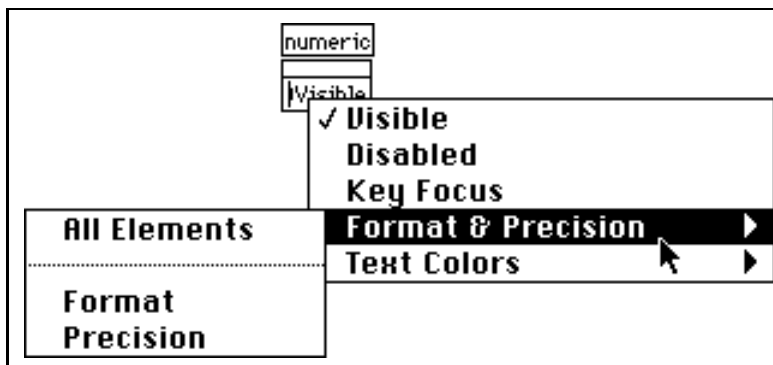 numeric
Visible
✓ Visible
Disabled
Key Focus
Format & Precision
Text Colors
All Elements
Format
Precision